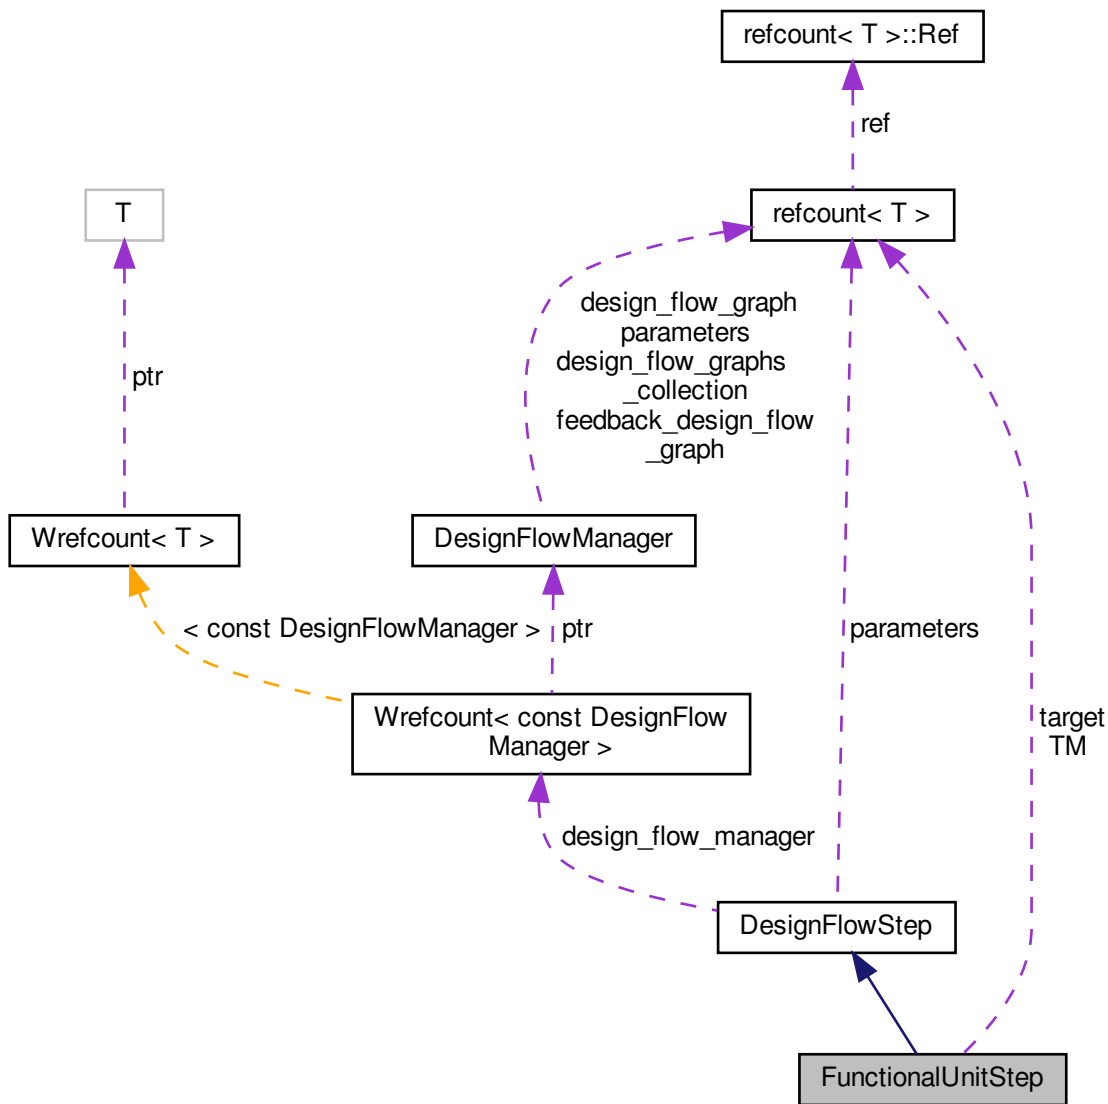 refcount< T >::Ref
ref
T
refcount< T >
design_flow_graph
parameters
design_flow_graphs
_collection
feedback_design_flow
_graph
ptr
Wrefcount< T >
DesignFlowManager
< const DesignFlowManager >
ptr
parameters
Wrefcount< const DesignFlow
Manager >
target
TM
design_flow_manager
DesignFlowStep
FunctionalUnitStep